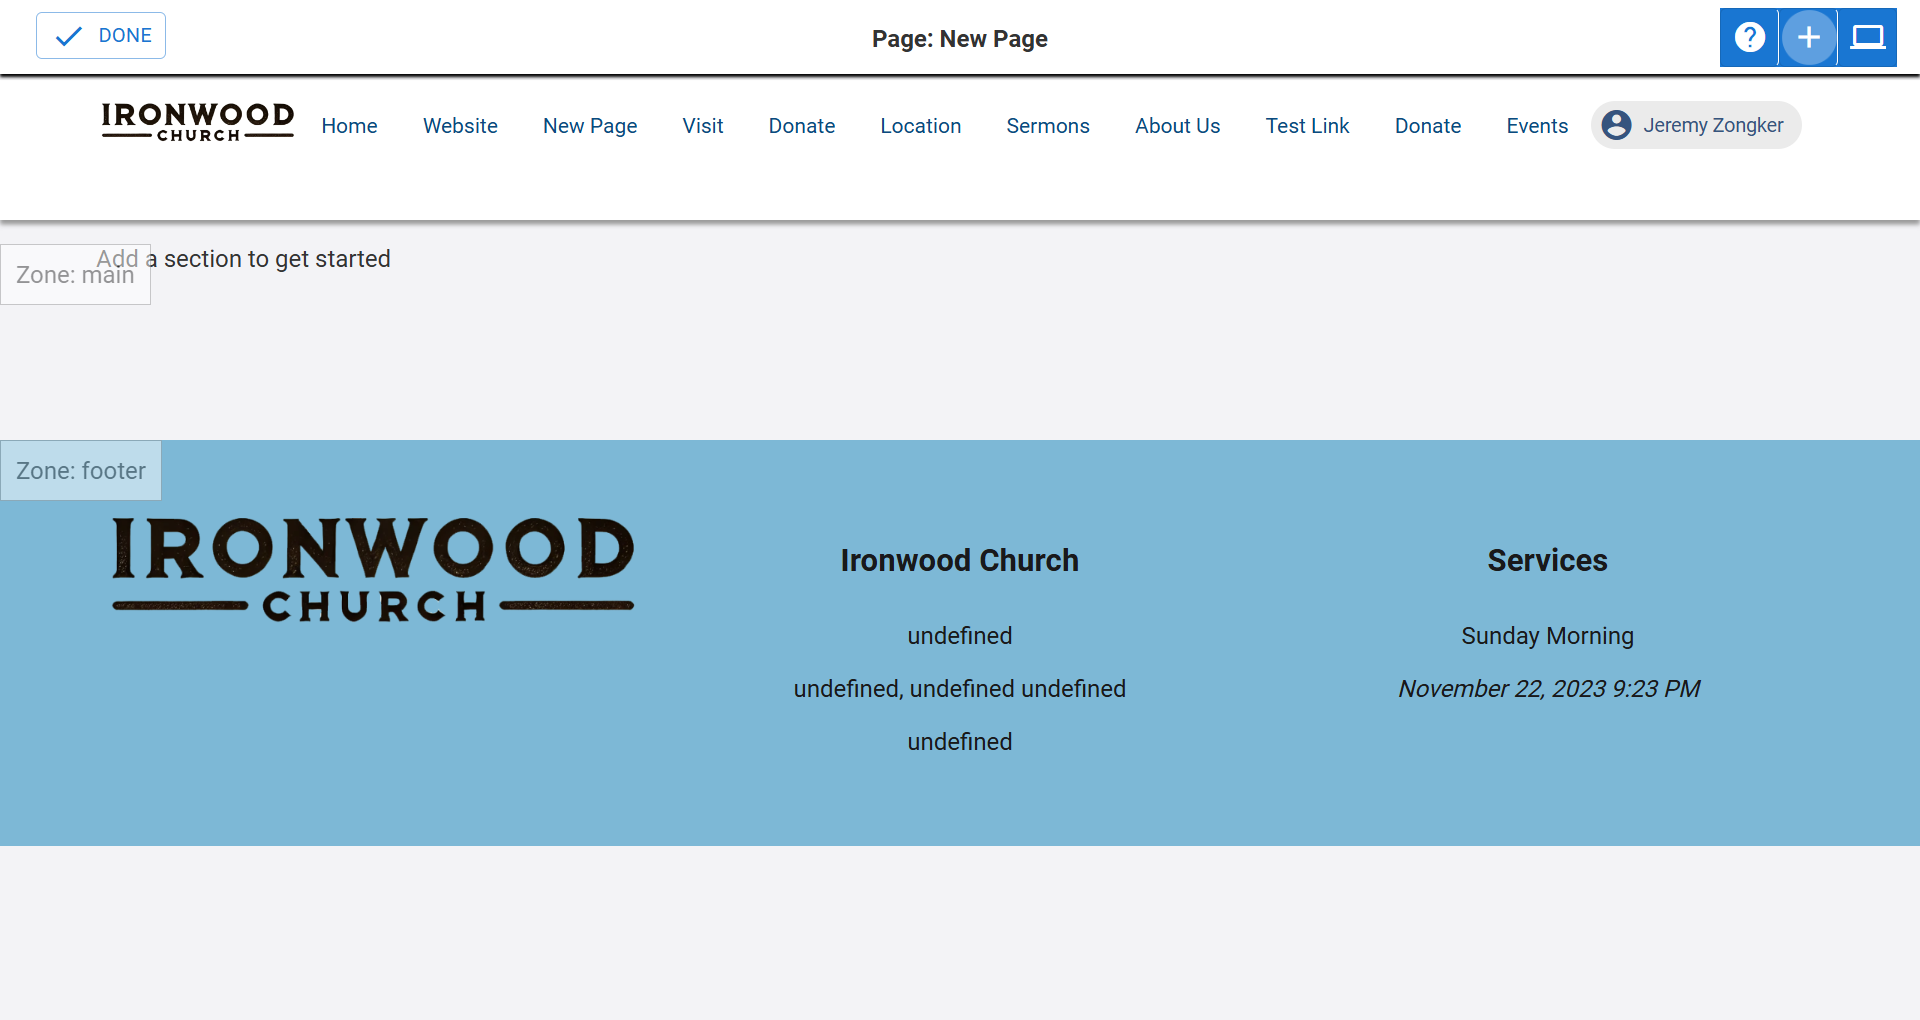 DONE
Page: New Page
IRONWOOD
CHURCH
Home Website New Page Visit Donate Location Sermons About Us Test Link Donate Events Jeremy Zongker
Add a section to get started
Zone: main
Zone: footer
IRONWOOD
CHURCH
Ironwood Church
undefined
undefined, undefined undefined
undefined
Services
Sunday Morning
November 22, 2023 9:23 PM